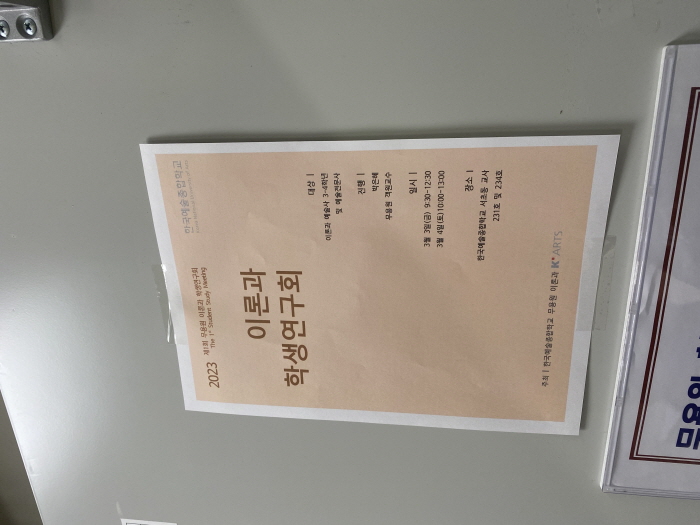 한국예술종합학교
2023
제1회 무용원 이론과 학생연구회
The 1st Student Study Meeting
이론과
학생연구회
대상 |
이론과 예술사 3-4학년
및 예술전문사
진행 |
박은혜
무용원 객원교수
일시 |
3월 3일(금) 9:30-12:30
3월 4일(토)10:00-13:00
장소 |
한국예술종합학교 서초동 교사
231호 및 234호
주최 | 한국예술종합학교 무용원 이론과 K ARTS
무용원